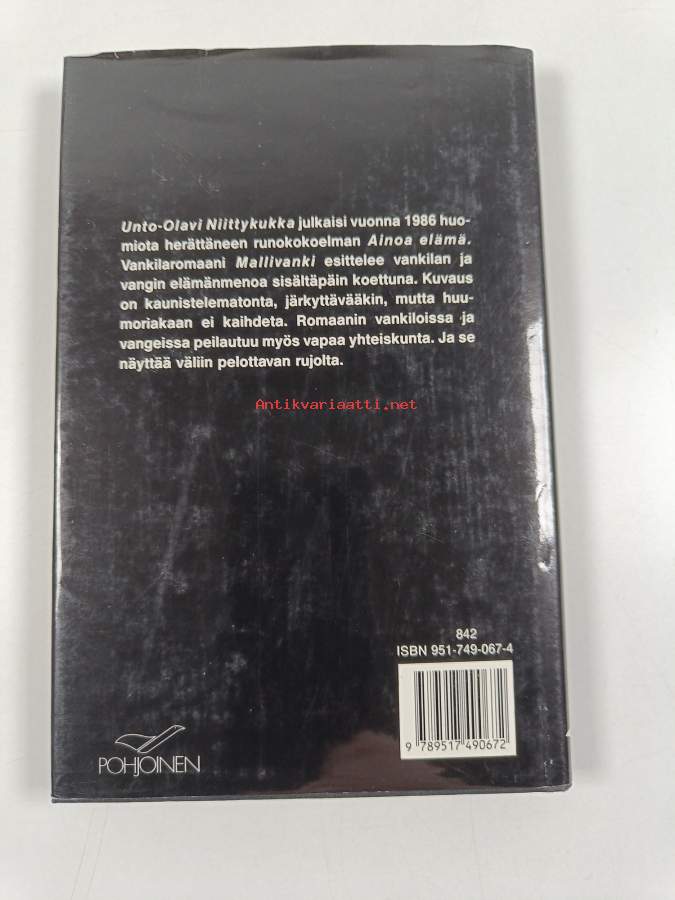 Unto-Olavi Niittykukka julkaisi vuonna 1986 huo-
miota herättäneen runokokoelman Ainoa elämä.
Vankilaromaani Mallivanki esittelee vankilan ja
vangin elämänmenoa sisältäpäin koettuna. Kuvaus
on kaunistelematonta, järkyttävääkin, mutta huu-
moriakaan ei kaihdeta. Romaanin vankiloissa ja
vangeissa peilautuu myös vapaa yhteiskunta. Ja se
näyttää väliin pelottavan rujolta.
Antikvariaatti.net
842
ISBN 951-749-067-4
9 789517 490672
POHJOINEN